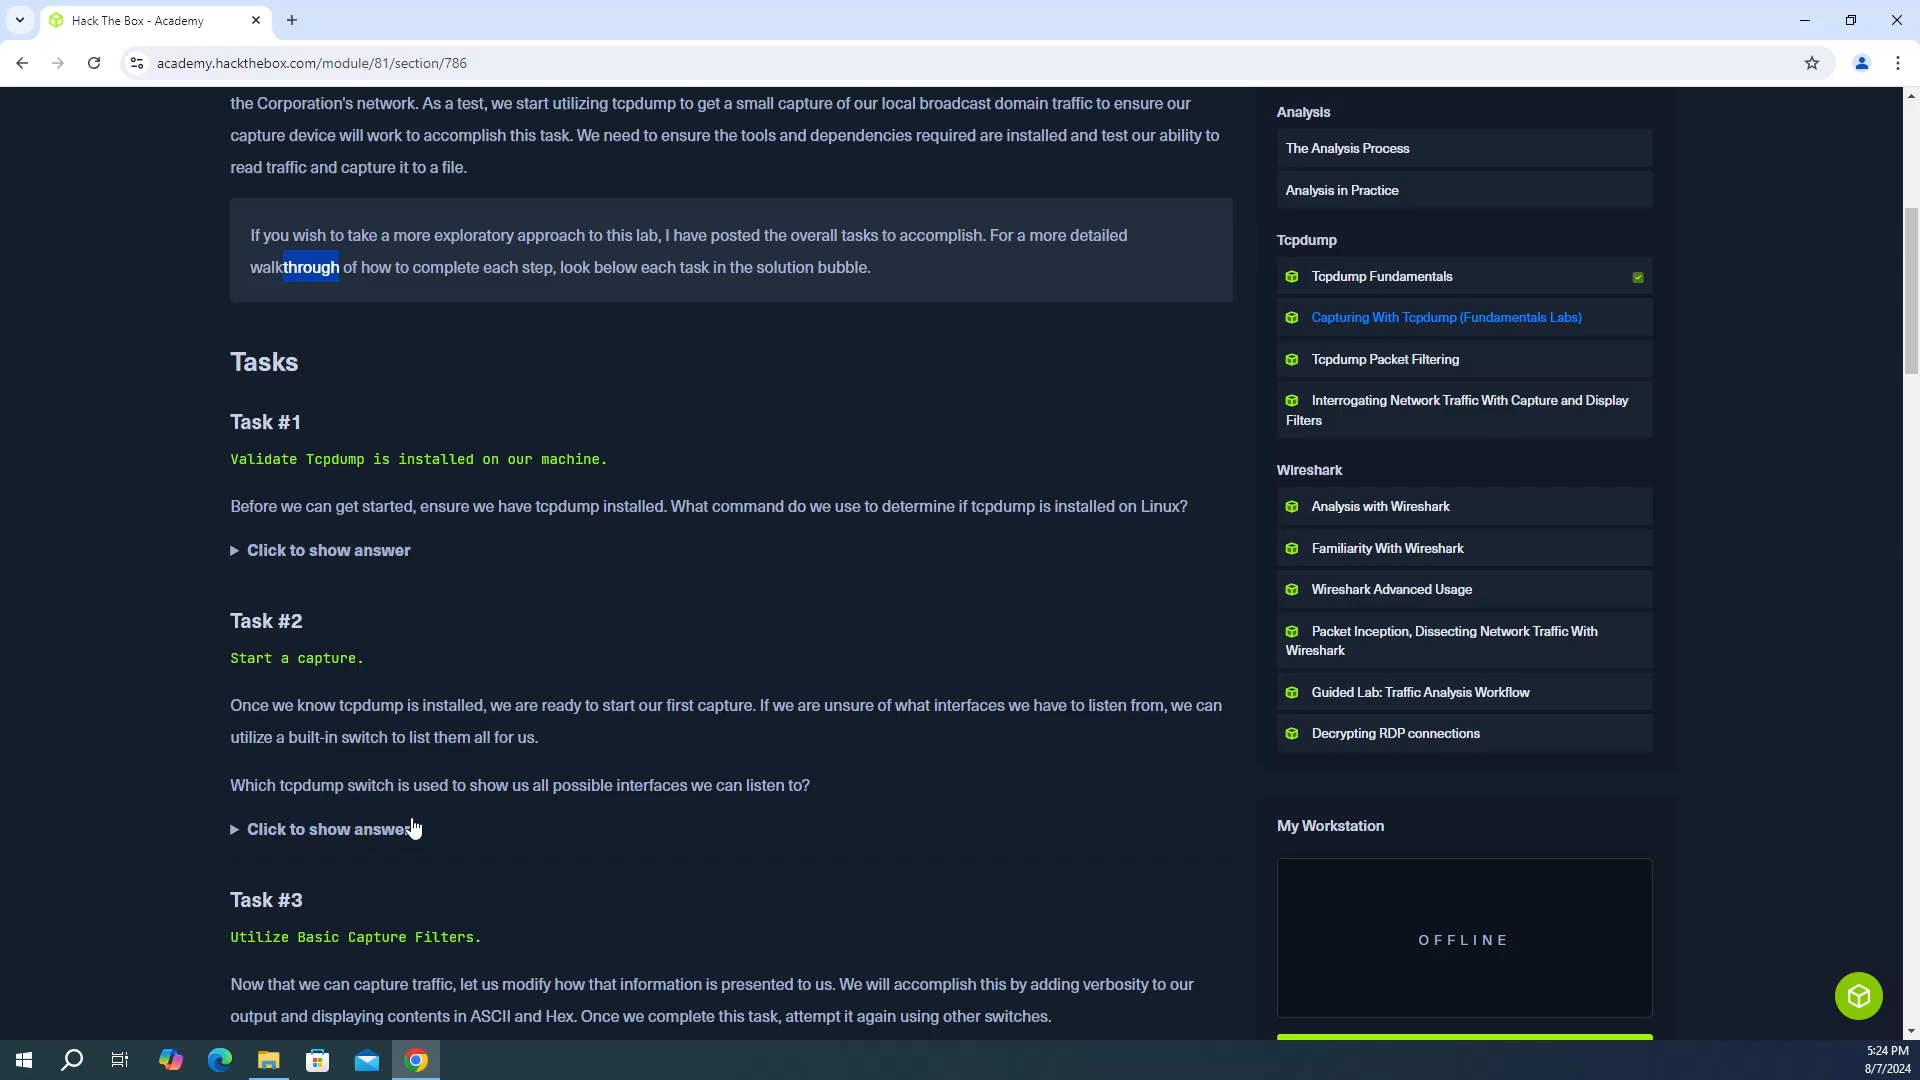 Hack The Box - Academy
academy.hackthebox.com/module/81/section/786
the Corporation's network. As a test, we start utilizing tcpdump to get a small capture of our local broadcast domain traffic to ensure our
capture device will work to accomplish this task. We need to ensure the tools and dependencies required are installed and test our ability to
read traffic and capture it to a file.
If you wish to take a more exploratory approach to this lab, I have posted the overall tasks to accomplish. For a more detailed
walkthrough of how to complete each step, look below each task in the solution bubble.
Tasks
Task #1
Validate Tcpdump is installed on our machine.
Before we can get started, ensure we have tcpdump installed. What command do we use to determine if tcpdump is installed on Linux?
Click to show answer
Task #2
Start a capture.
Once we know tcpdump is installed, we are ready to start our first capture. If we are unsure of what interfaces we have to listen from, we can
utilize a built-in switch to list them all for us.
Which tcpdump switch is used to show us all possible interfaces we can listen to?
Click to show answer
Task #3
Utilize Basic Capture Filters.
Now that we can capture traffic, let us modify how that information is presented to us. We will accomplish this by adding verbosity to our
output and displaying contents in ASCII and Hex. Once we complete this task, attempt it again using other switches.
Analysis
The Analysis Process
Analysis in Practice
Tcpdump
Tcpdump Fundamentals
Capturing With Tcpdump (Fundamentals Labs)
Tcpdump Packet Filtering
Interrogating Network Traffic With Capture and Display
Filters
Wireshark
Analysis with Wireshark
Familiarity With Wireshark
Wireshark Advanced Usage
Packet Inception, Dissecting Network Traffic With
Wireshark
Guided Lab: Traffic Analysis Workflow
Decrypting RDP connections
My Workstation
OFFLINE
5:24 PM
8/7/2024